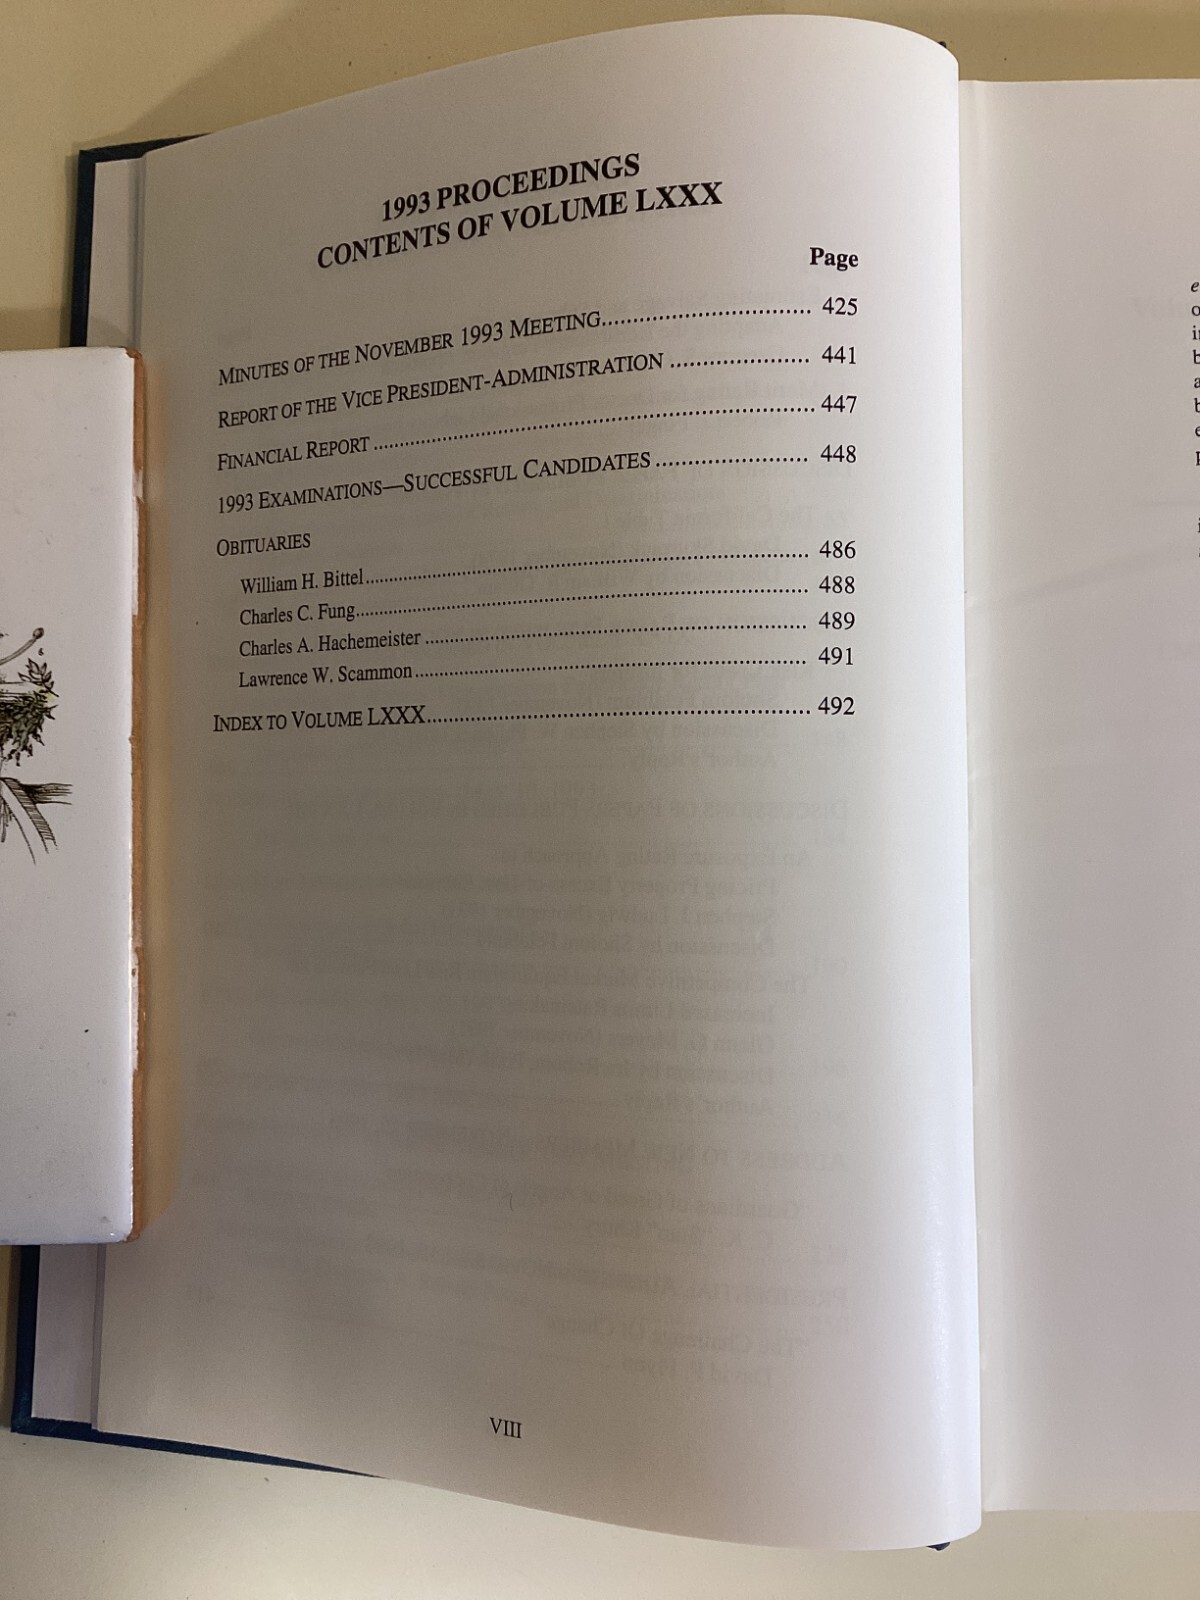 1993 PROCEEDINGS
CONTENTS OF VOLUME LXXX
Page
MINUTES OF THE NOVEMBER 1993 MEETING.................................. 425
REPORT OF THE VICE PRESIDENT-ADMINISTRATION ...................... 441
FINANCIAL REPORT ........................................................................ 447
1993 EXAMINATIONS—SUCCESSFUL CANDIDATES ........................ 448
OBITUARIES
William H. Bittel........................................................................ 486
Charles C. Fung......................................................................... 488
Charles A. Hachemeister ............................................................ 489
Lawrence W. Scammon............................................................... 491
INDEX TO VOLUME LXXX............................................................... 492
VIII